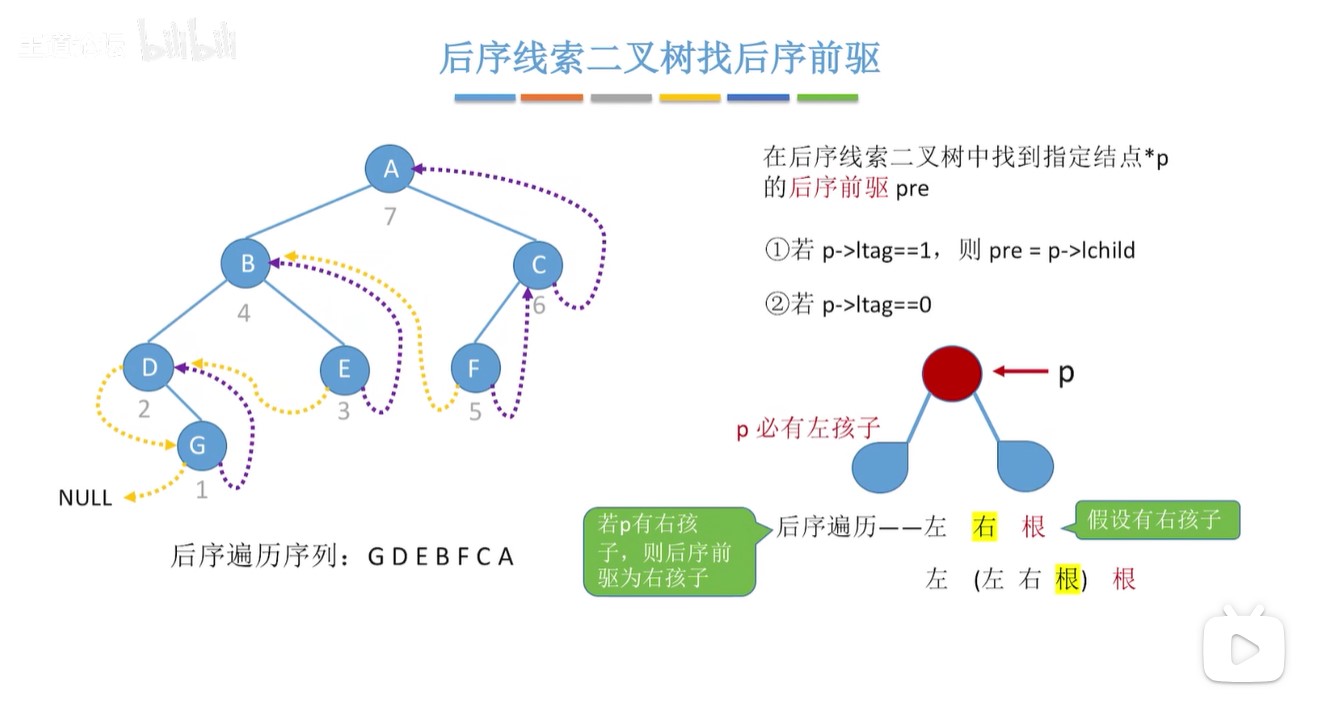 bilibili
后序线索二叉树找后序前驱
A
7
B
4
C
6
D
2
E
3
F
5
G
1
NULL
后序遍历序列：G D E B F C A
在后序线索二叉树中找到指定结点*p
的后序前驱 pre
①若 p->ltag==1，则 pre = p->lchild
②若 p->ltag==0
p
p 必有左孩子
若p有右孩
子，则后序前
驱为右孩子
后序遍历——左 右 根
假设有右孩子
左 (左 右 根) 根